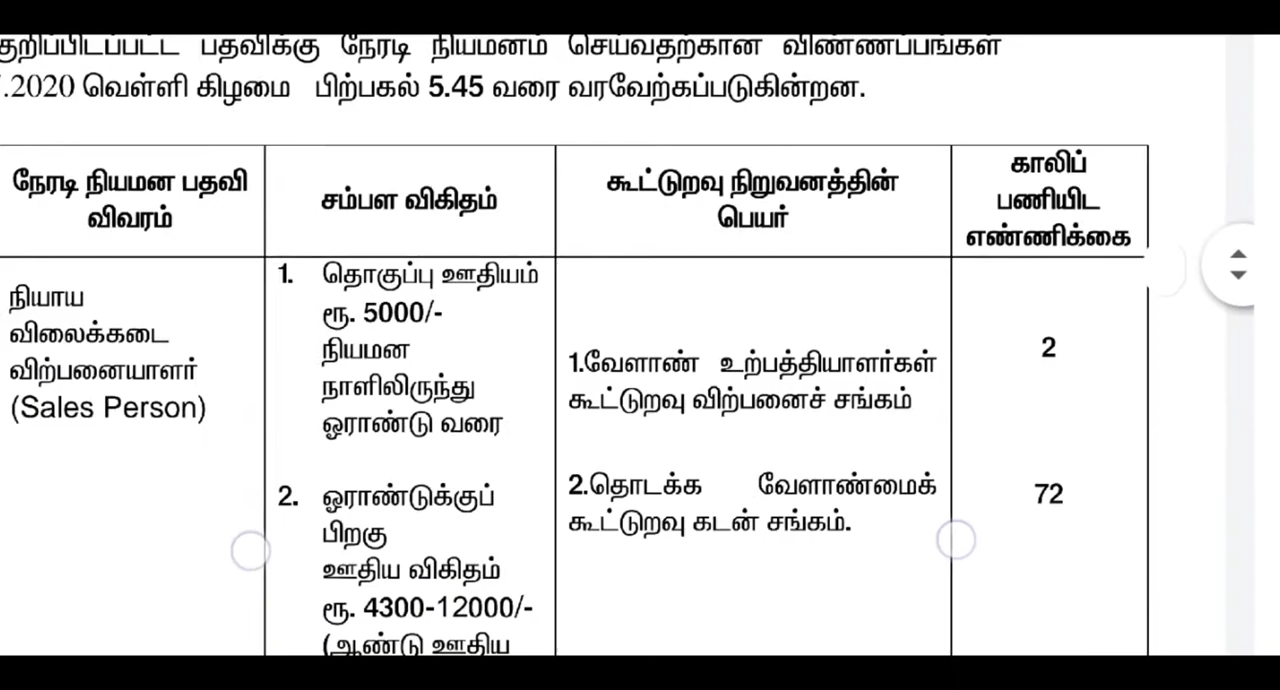 குறிப்பிடப்பட்ட பதவிக்கு நேரடி நியமனம் செய்வதற்கான விண்ணப்பங்கள்
.2020 வெள்ளி கிழமை பிற்பகல் 5.45 வரை வரவேற்கப்படுகின்றன.
நேரடி நியமன பதவி
விவரம்
சம்பள விகிதம்
கூட்டுறவு நிறுவனத்தின்
பெயர்
காலிப்
பணியிட
எண்ணிக்கை
நியாய
விலைக்கடை
விற்பனையாளர்
(Sales Person)
1. தொகுப்பு ஊதியம்
ரூ. 5000/-
நியமன
நாளிலிருந்து
ஓராண்டு வரை
2. ஓராண்டுக்குப்
பிறகு
ஊதிய விகிதம்
ரூ. 4300-12000/-
(ஆண்டு ஊதிய
1.வேளாண் உற்பத்தியாளர்கள்
கூட்டுறவு விற்பனைச் சங்கம்
2.தொடக்க வேளாண்மைக்
கூட்டுறவு கடன் சங்கம்.
2
72